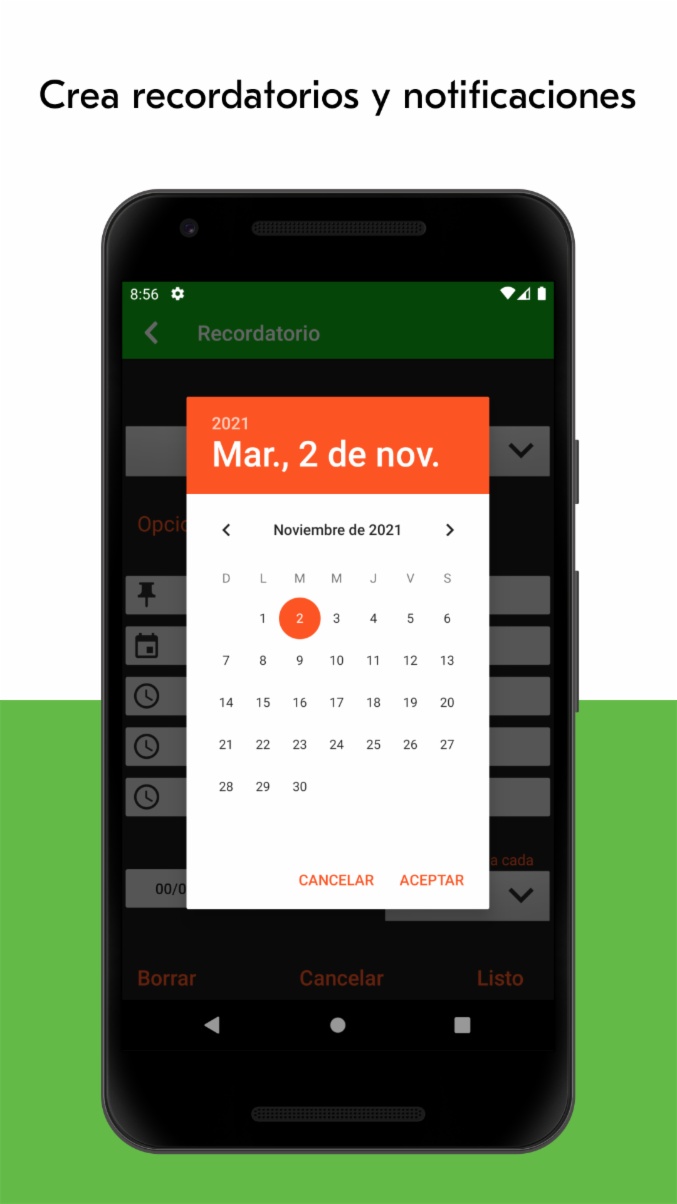 Crea recordatorios y notificaciones
8:56
Recordatorio
2021
Mar., 2 de nov.
Opcio
Noviembre de 2021
D L M M J V S
1 2 3 4 5 6
7 8 9 10 11 12 13
14 15 16 17 18 19 20
21 22 23 24 25 26 27
28 29 30
a cada
CANCELAR ACEPTAR
00/0
Borrar Cancelar Listo